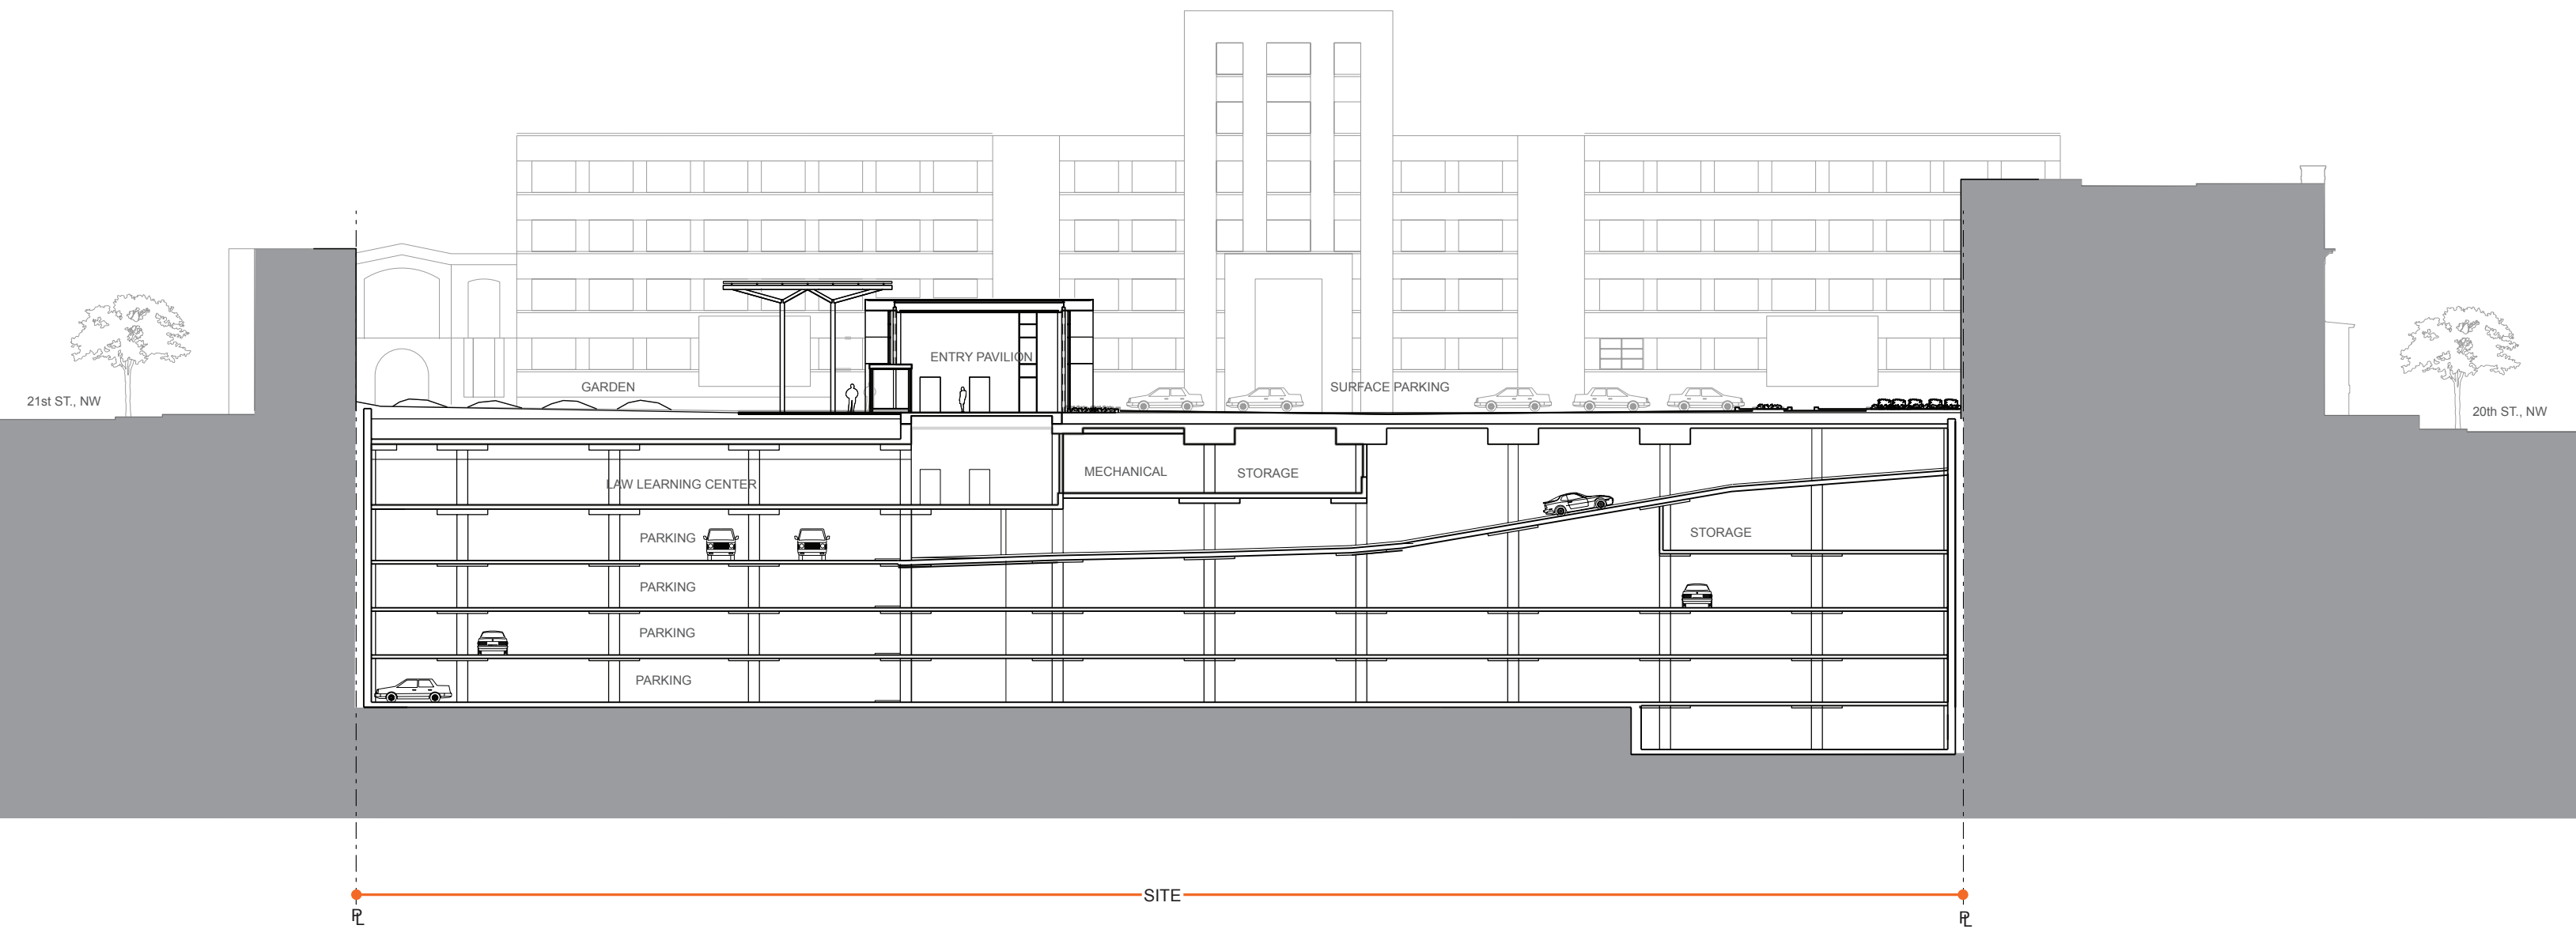 ENTRY PAVILION
GARDEN
SURFACE PARKING
21st ST., NW
20th ST., NW
MECHANICAL
STORAGE
LAW LEARNING CENTER
STORAGE
PARKING
PARKING
PARKING
PARKING
SITE
PL
PL